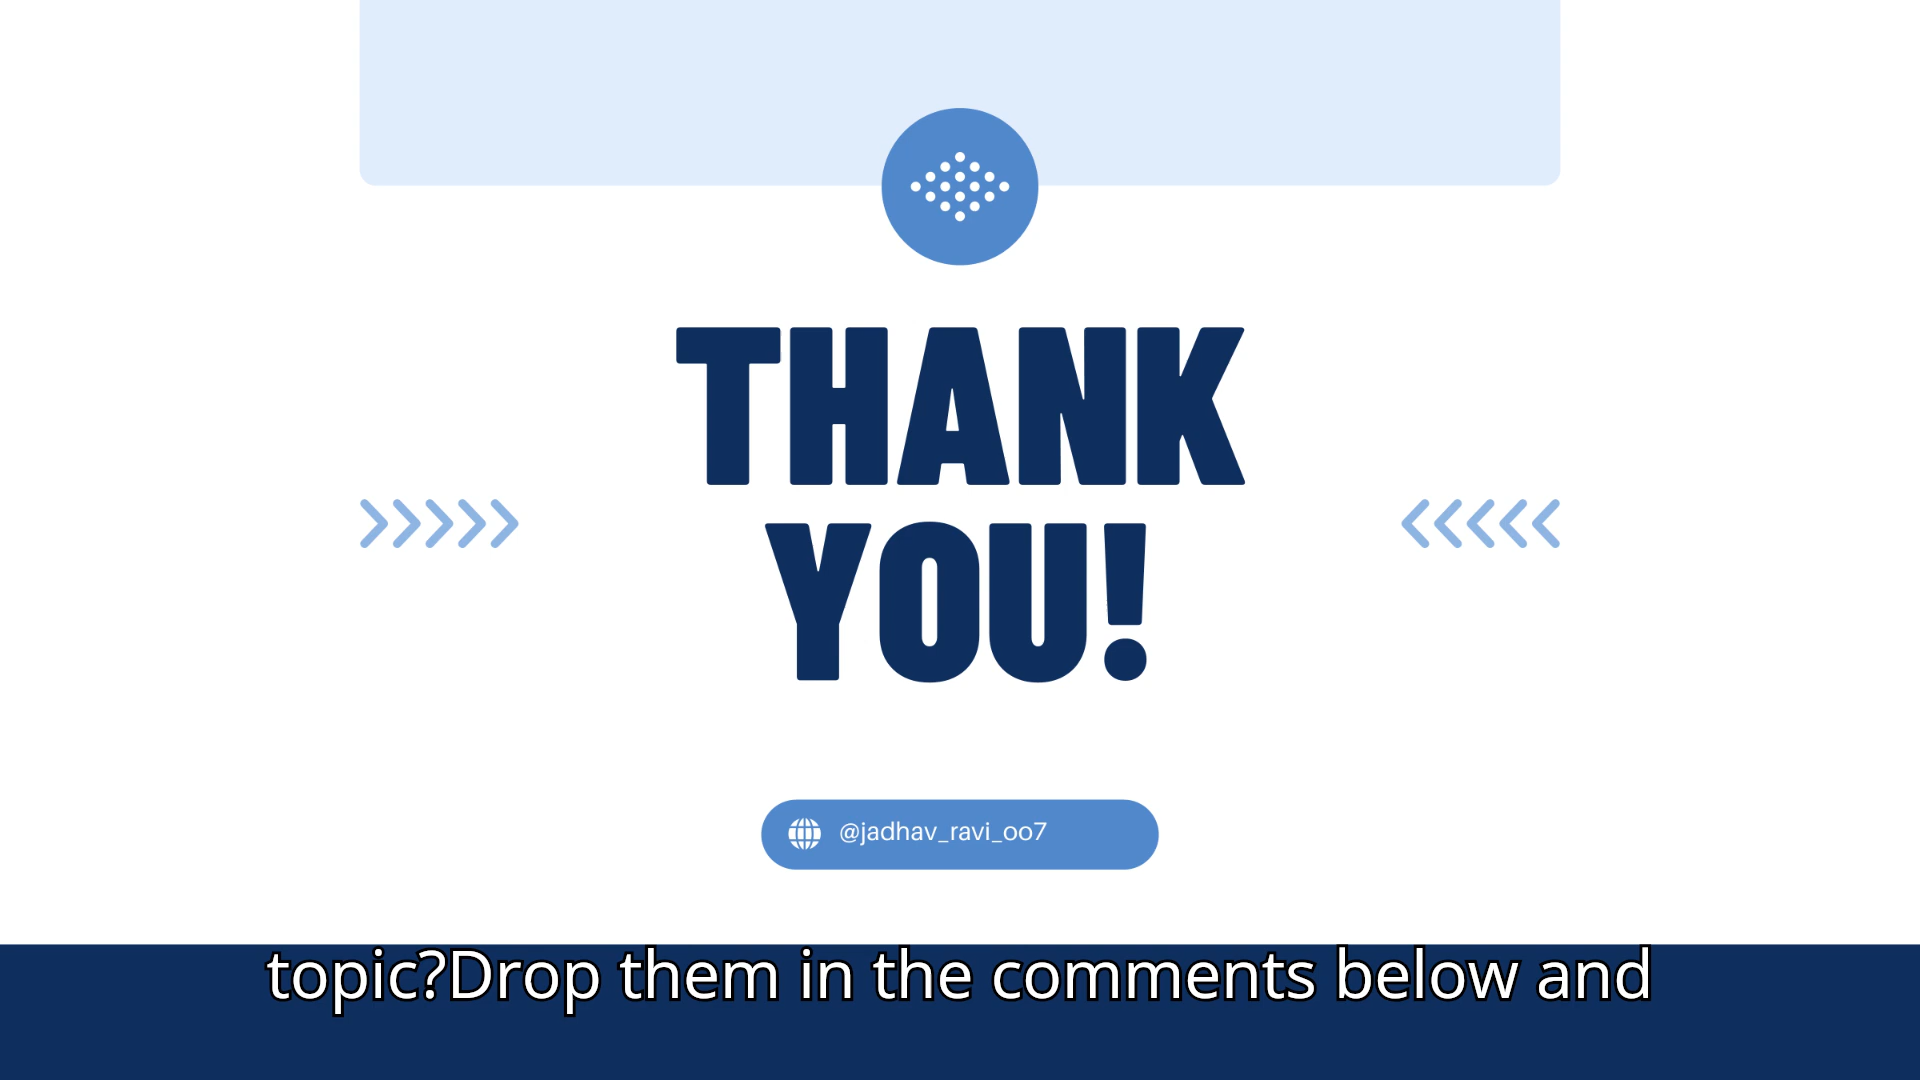 THANK
YOU!
@jadhav_ravi_oo7
topic?Drop them in the comments below and